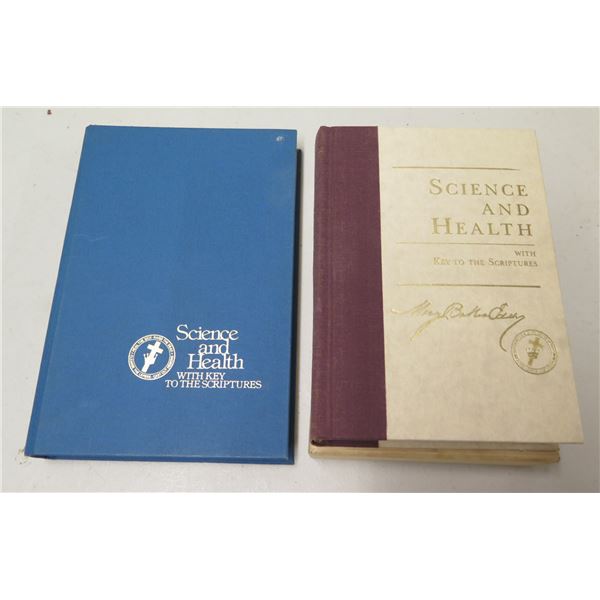 Science
and
Health
WITH KEY
TO THE SCRIPTURES
SCIENCE
AND
HEALTH
WITH
KEY TO THE SCRIPTURES
Mary Baker Eddy